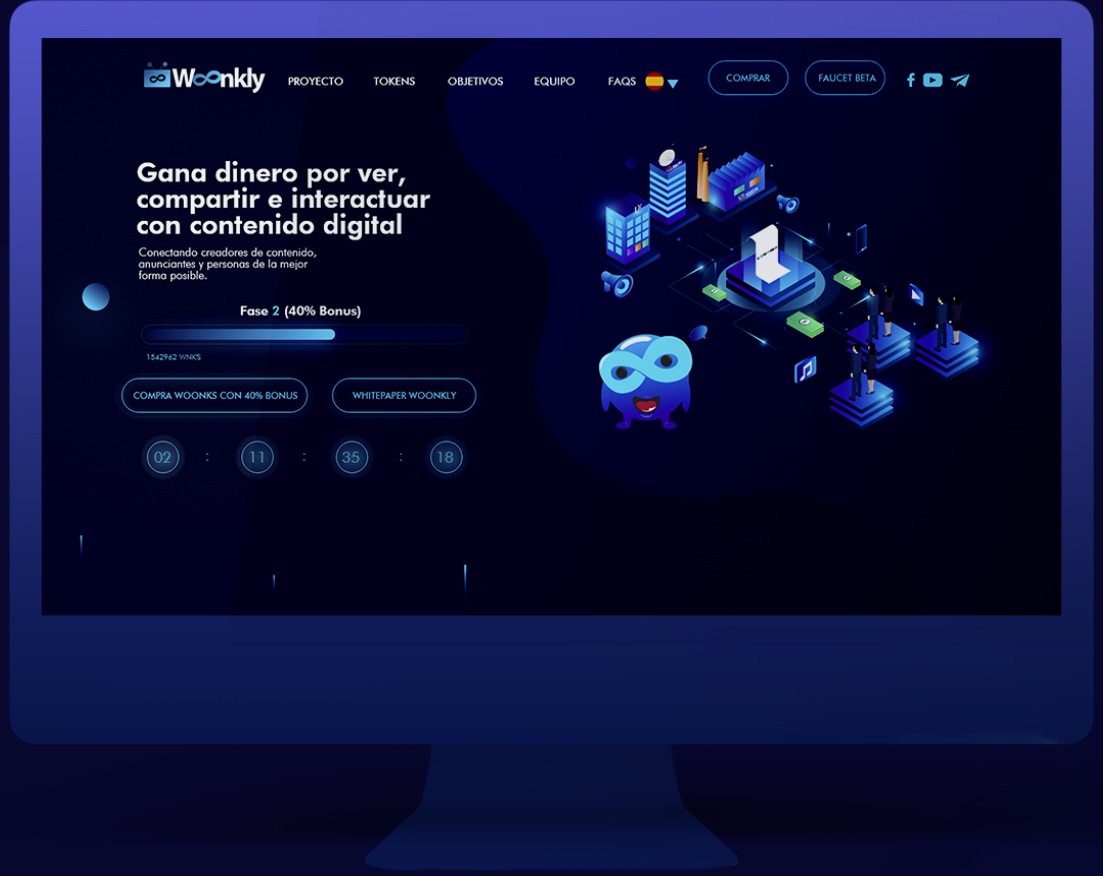 Woonkly
PROYECTO
TOKENS
OBJETIVOS
EQUIPO
FAQS
COMPRAR
FAUCET BETA
Gana dinero por ver,
compartir e interactuar
con contenido digital
Conectando creadores de contenido,
anunciantes y personas de la mejor
forma posible.
Fase 2 (40% Bonus)
1542962 WNKS
COMPRA WOONKS CON 40% BONUS
WHITEPAPER WOONKLY
02 : 11 : 35 : 18